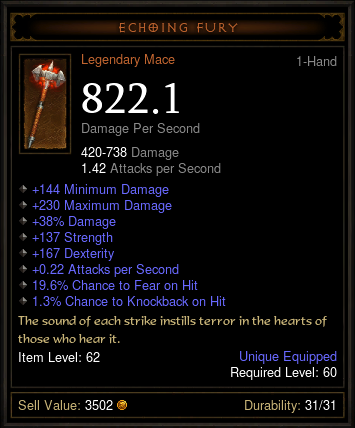 ECHOING FURY
Legendary Mace
1-Hand
822.1
Damage Per Second
420-738 Damage
1.42 Attacks per Second
+144 Minimum Damage
+230 Maximum Damage
+38% Damage
+137 Strength
+167 Dexterity
+0.22 Attacks per Second
19.6% Chance to Fear on Hit
1.3% Chance to Knockback on Hit
The sound of each strike instills terror in the hearts of
those who hear it.
Item Level: 62
Unique Equipped
Required Level: 60
Sell Value: 3502
Durability: 31/31